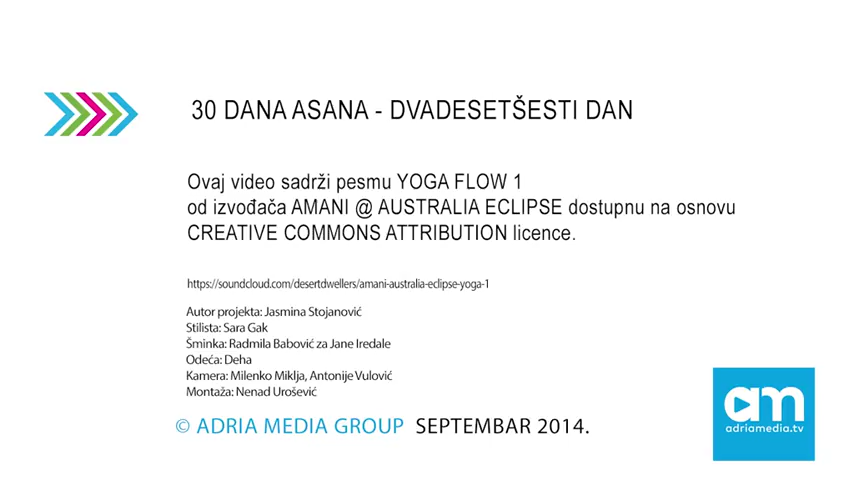 30 DANA ASANA - DVADESETŠESTI DAN
Ovaj video sadrži pesmu YOGA FLOW 1
od izvođača AMANI @ AUSTRALIA ECLIPSE dostupnu na osnovu
CREATIVE COMMONS ATTRIBUTION licence.
https://soundcloud.com/desertdwellers/amani-australia-eclipse-yoga-1
Autor projekta: Jasmina Stojanović
Stilista: Sara Gak
Šminka: Radmila Babović za Jane Iredale
Odeća: Deha
Kamera: Milenko Miklja, Antonije Vulović
Montaža: Nenad Urošević
© ADRIA MEDIA GROUP SEPTEMBAR 2014.
am
adriamedia.tv